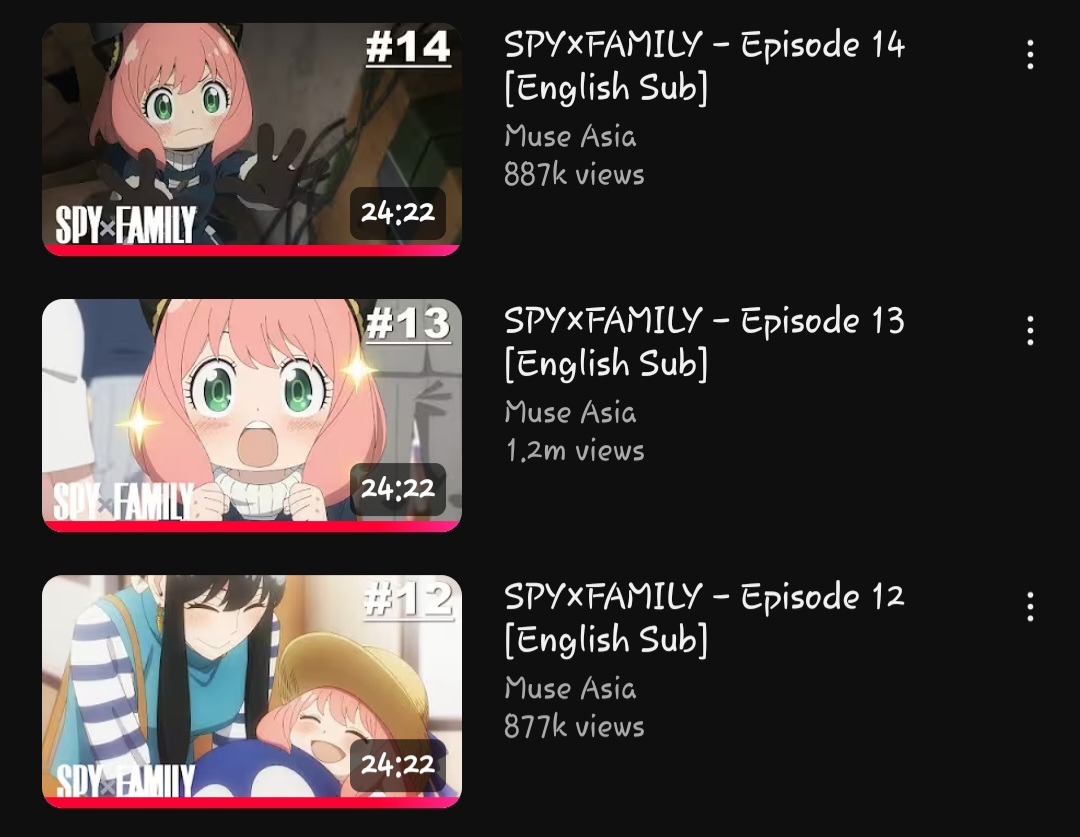 #14
SPY×FAMILY
24:22
SPY×FAMILY – Episode 14
[English Sub]
Muse Asia
887k views
#13
SPY×FAMILY
24:22
SPY×FAMILY – Episode 13
[English Sub]
Muse Asia
1.2m views
#12
SPY×FAMILY
24:22
SPY×FAMILY – Episode 12
[English Sub]
Muse Asia
877k views